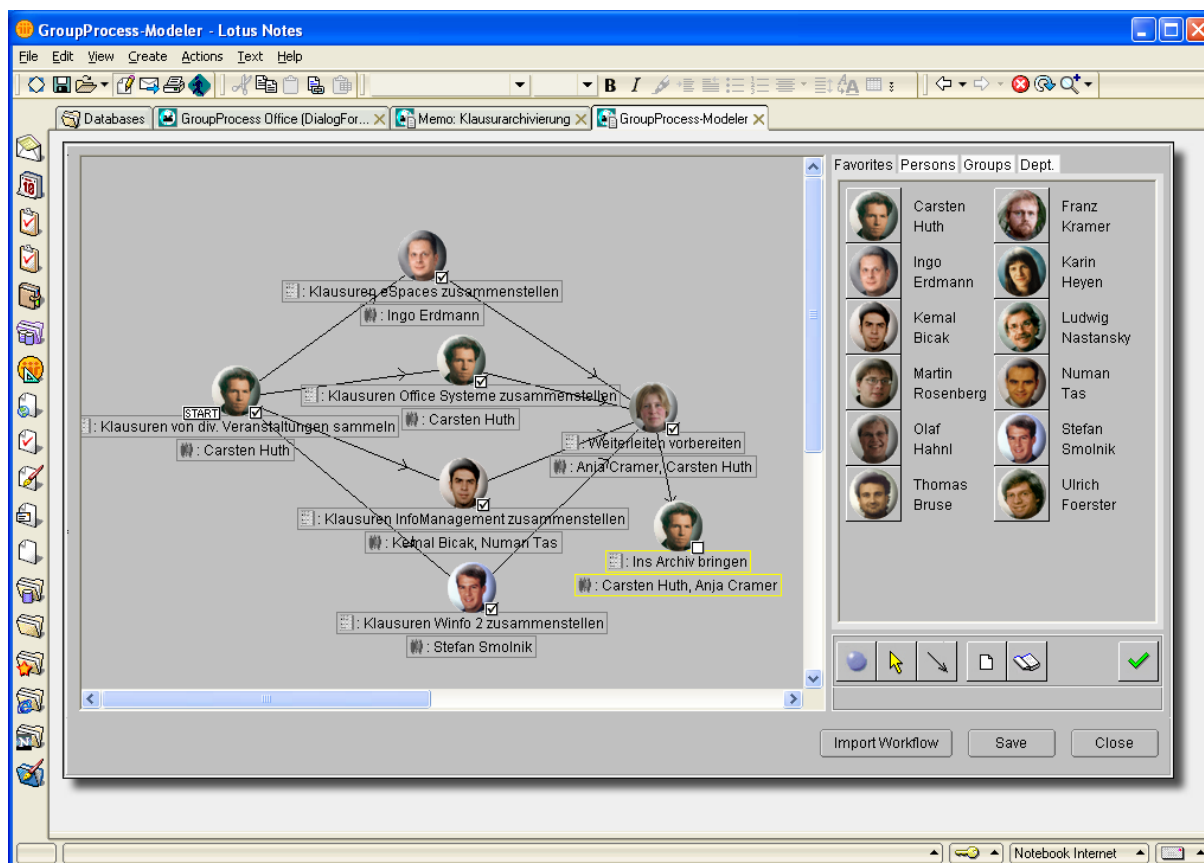 GroupProcess-Modeler - Lotus Notes
File Edit View Create Actions Text Help
B I
Databases
GroupProcess Office (DialogFor...
Memo: Klausurarchivierung
GroupProcess-Modeler
: Klausuren eSpaces zusammenstellen
: Ingo Erdmann
: Klausuren Office Systeme zusammenstellen
: Carsten Huth
START
: Klausuren von div. Veranstaltungen sammeln
: Carsten Huth
: Weiterleiten vorbereiten
: Anja Cramer, Carsten Huth
: Klausuren InfoManagement zusammenstellen
: Kemal Bicak, Numan Tas
: Ins Archiv bringen
: Carsten Huth, Anja Cramer
: Klausuren Winfo 2 zusammenstellen
: Stefan Smolnik
Favorites Persons Groups Dept.
Carsten
Huth
Franz
Kramer
Ingo
Erdmann
Karin
Heyen
Kemal
Bicak
Ludwig
Nastansky
Martin
Rosenberg
Numan
Tas
Olaf
Hahnl
Stefan
Smolnik
Thomas
Bruse
Ulrich
Foerster
Import Workflow
Save
Close
Notebook Internet